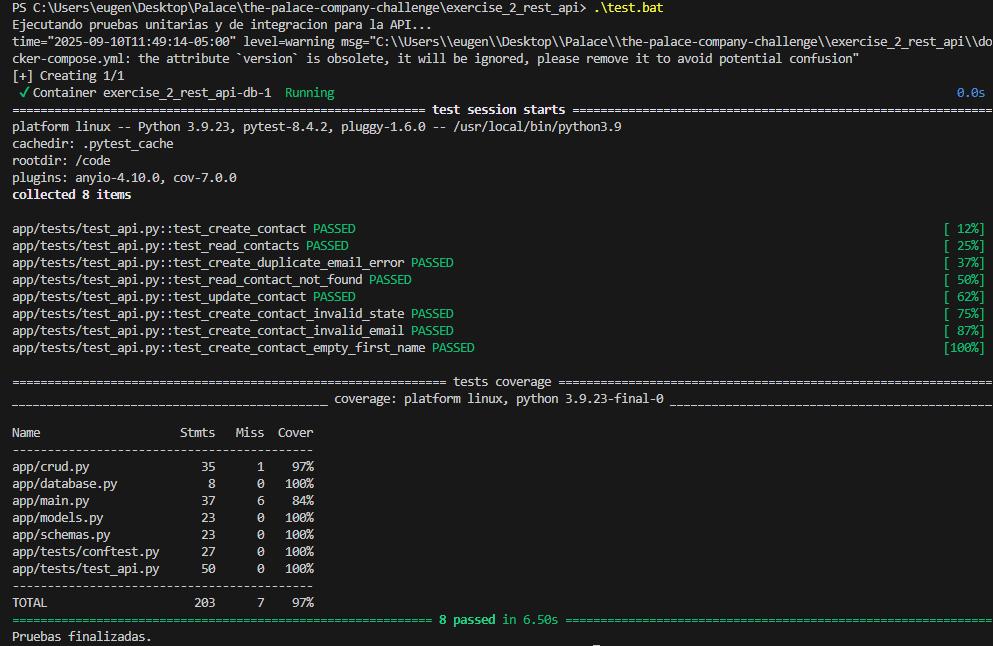 PS C:\Users\eugen\Desktop\Palace\the-palace-company-challenge\exercise_2_rest_api> .\test.bat
Ejecutando pruebas unitarias y de integracion para la API...
time="2025-09-10T11:49:14-05:00" level=warning msg="C:\\Users\\eugen\\Desktop\\Palace\\the-palace-company-challenge\\exercise_2_rest_api\\do
cker-compose.yml: the attribute `version` is obsolete, it will be ignored, please remove it to avoid potential confusion"
[+] Creating 1/1
✓Container exercise_2_rest_api-db-1  Running 0.0s
=========================================================== test session starts ============================================================
platform linux -- Python 3.9.23, pytest-8.4.2, pluggy-1.6.0 -- /usr/local/bin/python3.9
cachedir: .pytest_cache
rootdir: /code
plugins: anyio-4.10.0, cov-7.0.0
collected 8 items
app/tests/test_api.py::test_create_contact PASSED [ 12%]
app/tests/test_api.py::test_read_contacts PASSED [ 25%]
app/tests/test_api.py::test_create_duplicate_email_error PASSED [ 37%]
app/tests/test_api.py::test_read_contact_not_found PASSED [ 50%]
app/tests/test_api.py::test_update_contact PASSED [ 62%]
app/tests/test_api.py::test_create_contact_invalid_state PASSED [ 75%]
app/tests/test_api.py::test_create_contact_invalid_email PASSED [ 87%]
app/tests/test_api.py::test_create_contact_empty_first_name PASSED [100%]
============================================================== tests coverage ==============================================================
_____________________________________________ coverage: platform linux, python 3.9.23-final-0 ______________________________________________
Name                    Stmts   Miss  Cover
-------------------------------------------
app/crud.py                35      1    97%
app/database.py             8      0   100%
app/main.py                37      6    84%
app/models.py              23      0   100%
app/schemas.py             23      0   100%
app/tests/conftest.py      27      0   100%
app/tests/test_api.py      50      0   100%
-------------------------------------------
TOTAL                     203      7    97%
============================================================ 8 passed in 6.50s =============================================================
Pruebas finalizadas.